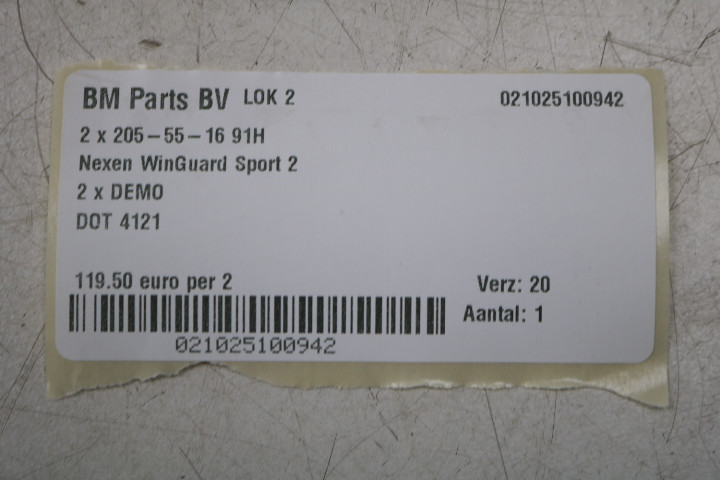 BM Parts BV LOK 2 021025100942
2 x 205-55-16 91H
Nexen WinGuard Sport 2
2 x DEMO
DOT 4121
119.50 euro per 2 Verz: 20
Aantal: 1
021025100942